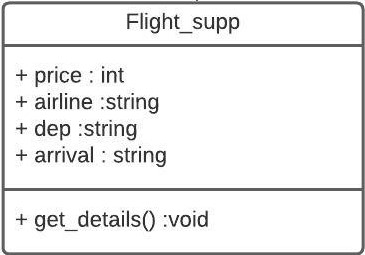 Flight_supp
+ price : int
+ airline :string
+ dep :string
+ arrival : string
+ get_details() :void